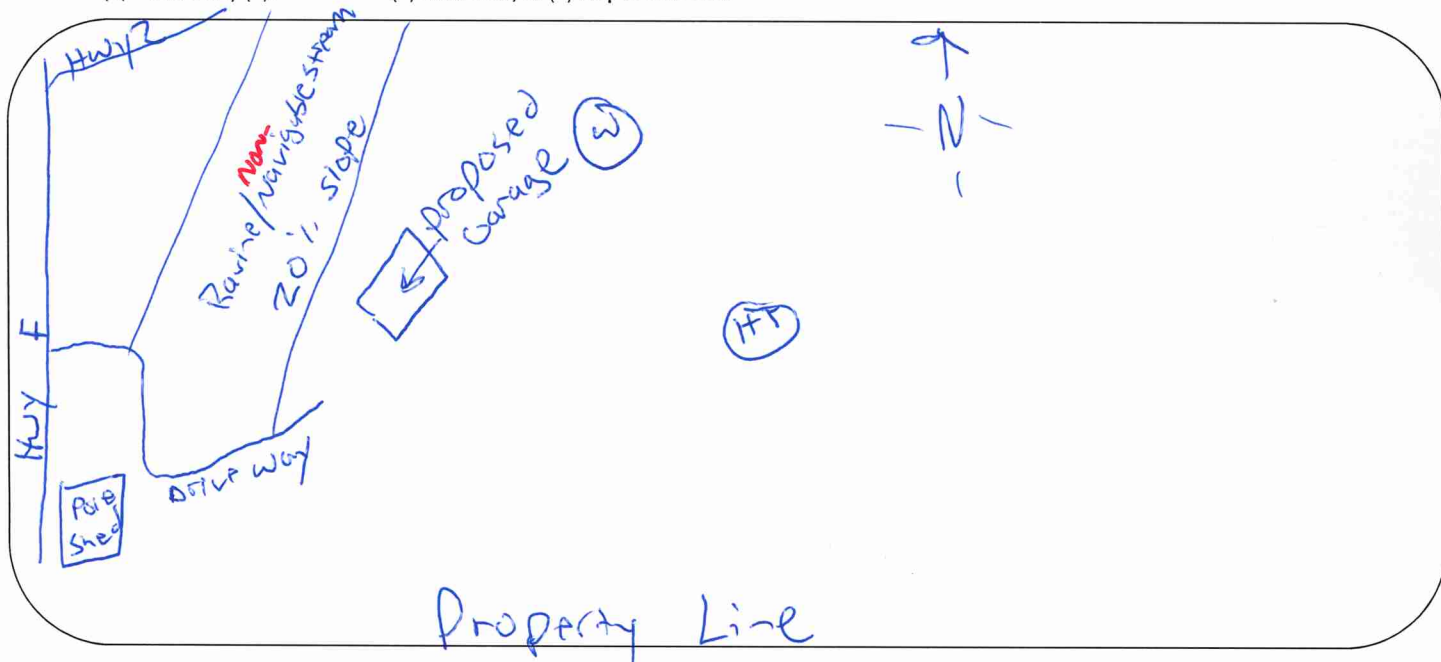 Hwy 2
Non-
Ravine/Navigable stream
20% slope
Proposed
Garage
W
N
HT
Hwy F
Drive Way
Pole
Shed
Property Line